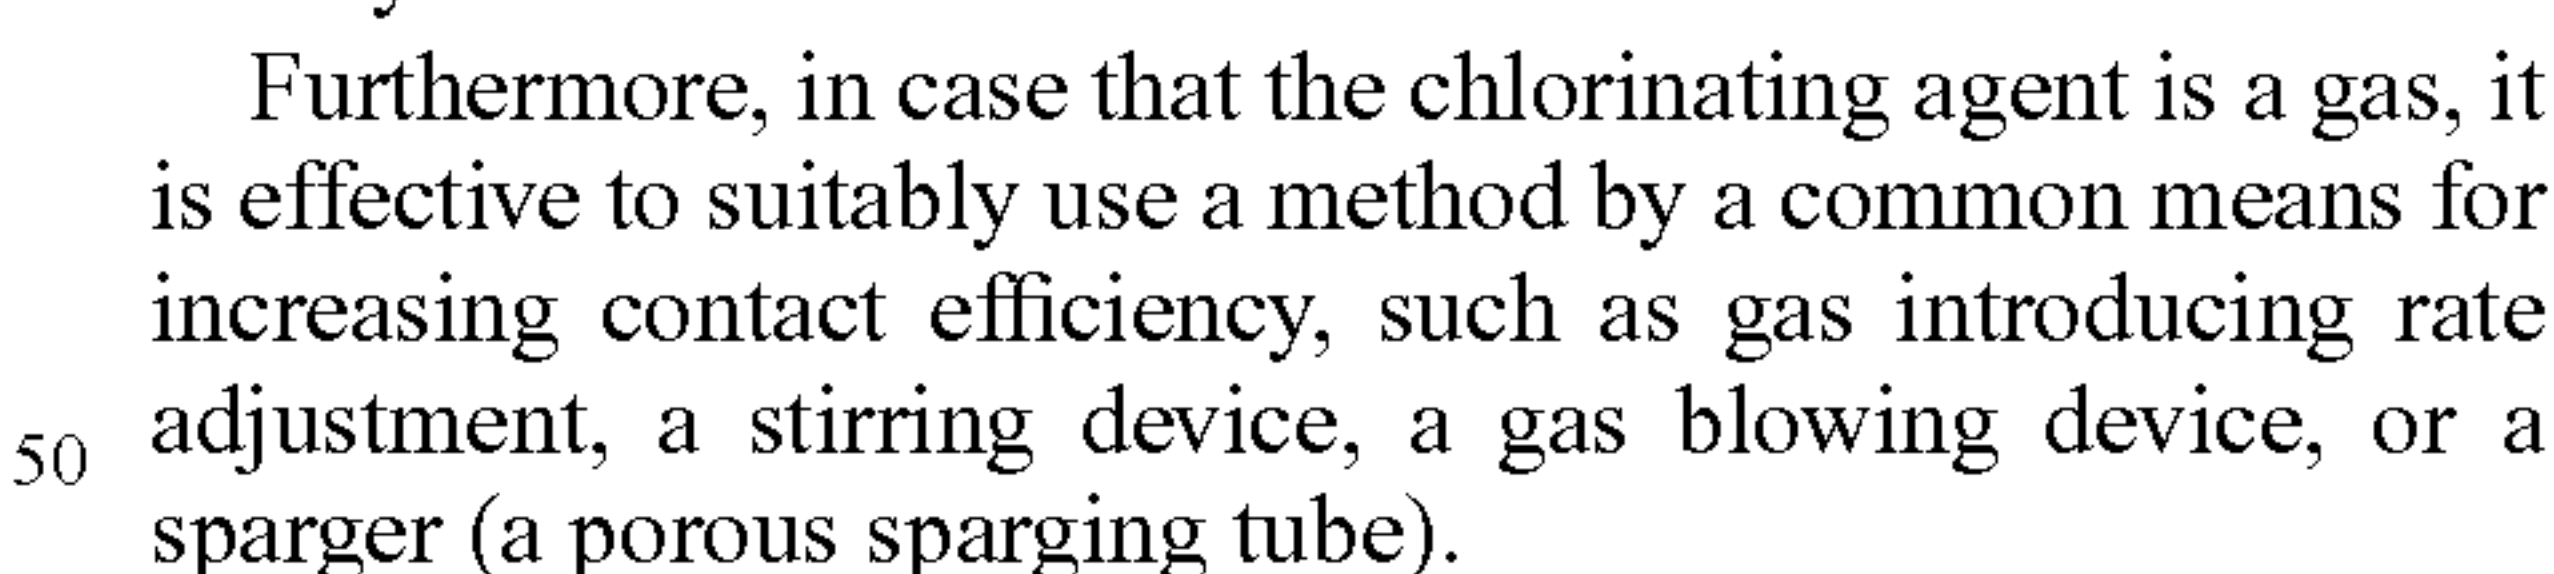 Furthermore, in case that the chlorinating agent is a gas, it
is effective to suitably use a method by a common means for
increasing contact efficiency, such as gas introducing rate
50 adjustment, a stirring device, a gas blowing device, or a
sparger (a porous sparging tube).